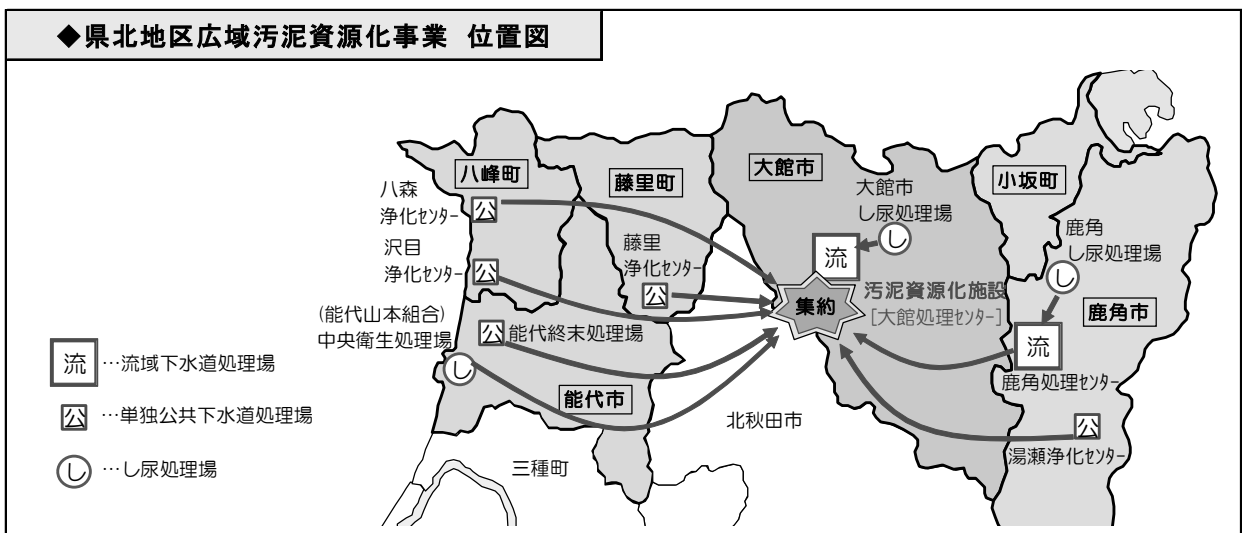 ◆県北地区広域汚泥資源化事業 位置図
八峰町
藤里町
大館市
小坂町
鹿角市
能代市
八森
浄化ｾﾝﾀｰ
公
沢目
浄化ｾﾝﾀｰ
公
藤里
浄化ｾﾝﾀｰ
公
大館市
し尿処理場
し
流
鹿角
し尿処理場
し
集約
汚泥資源化施設
[大館処理ｾﾝﾀｰ]
流
鹿角処理ｾﾝﾀｰ
(能代山本組合)
中央衛生処理場
し
公 能代終末処理場
公
湯瀬浄化ｾﾝﾀｰ
北秋田市
三種町
流 …流域下水道処理場
公 …単独公共下水道処理場
し …し尿処理場